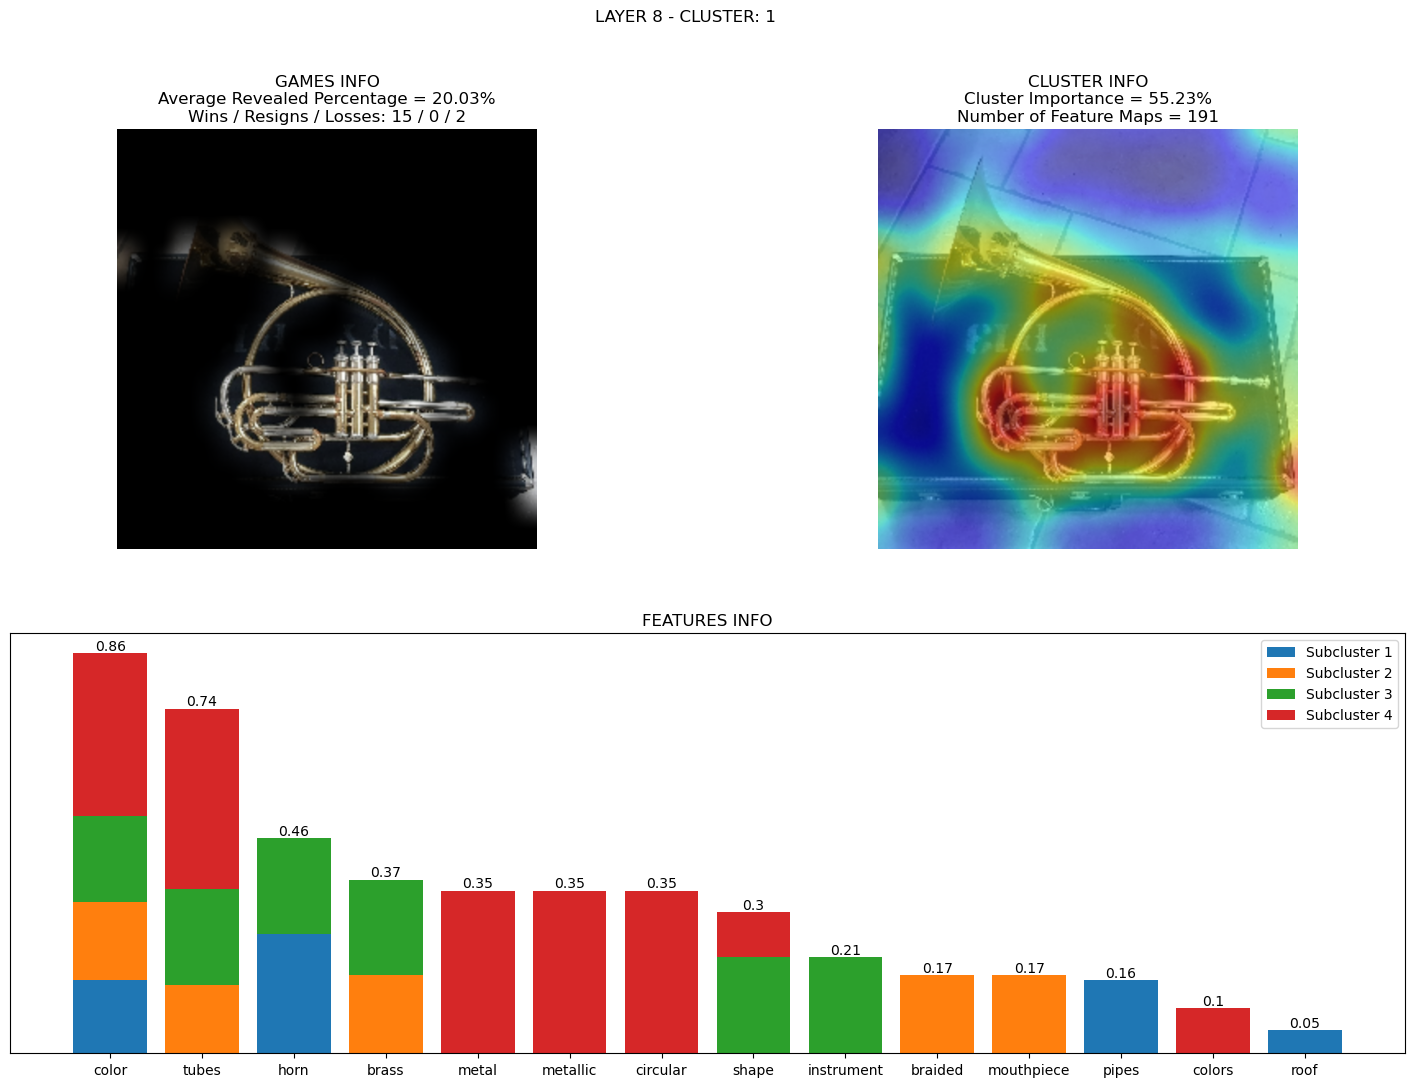 LAYER 8 - CLUSTER: 1
GAMES INFO
Average Revealed Percentage = 20.03%
Wins / Resigns / Losses: 15 / 0 / 2
CLUSTER INFO
Cluster Importance = 55.23%
Number of Feature Maps = 191
FEATURES INFO
Subcluster 1
Subcluster 2
Subcluster 3
Subcluster 4
0.86
0.74
0.46
0.37
0.35
0.35
0.35
0.3
0.21
0.17
0.17
0.16
0.1
0.05
color tubes horn brass metal metallic circular shape instrument braided mouthpiece pipes colors roof